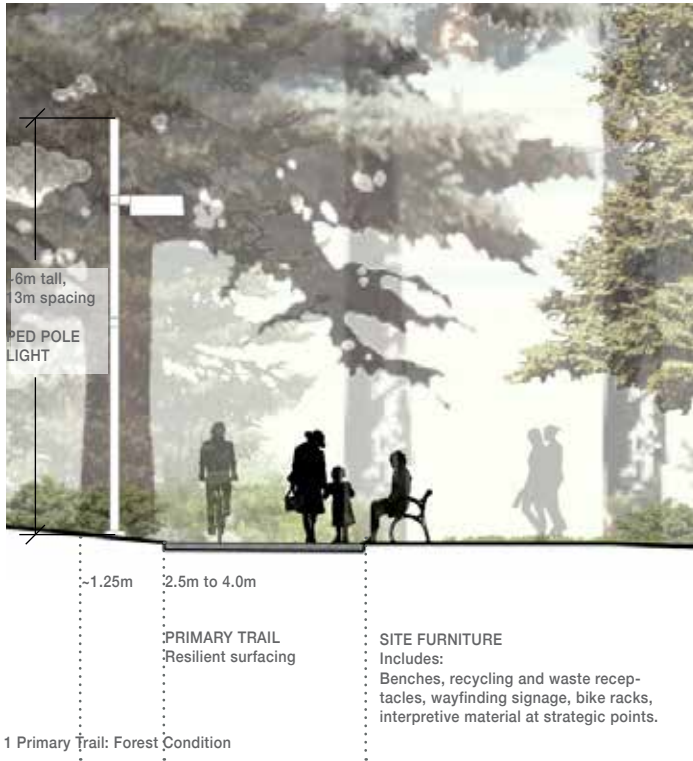 ~6m tall,
13m spacing
PED POLE
LIGHT
~1.25m
2.5m to 4.0m
PRIMARY TRAIL
Resilient surfacing
SITE FURNITURE
Includes:
Benches, recycling and waste recep-
tacles, wayfinding signage, bike racks,
interpretive material at strategic points.
1 Primary Trail: Forest Condition